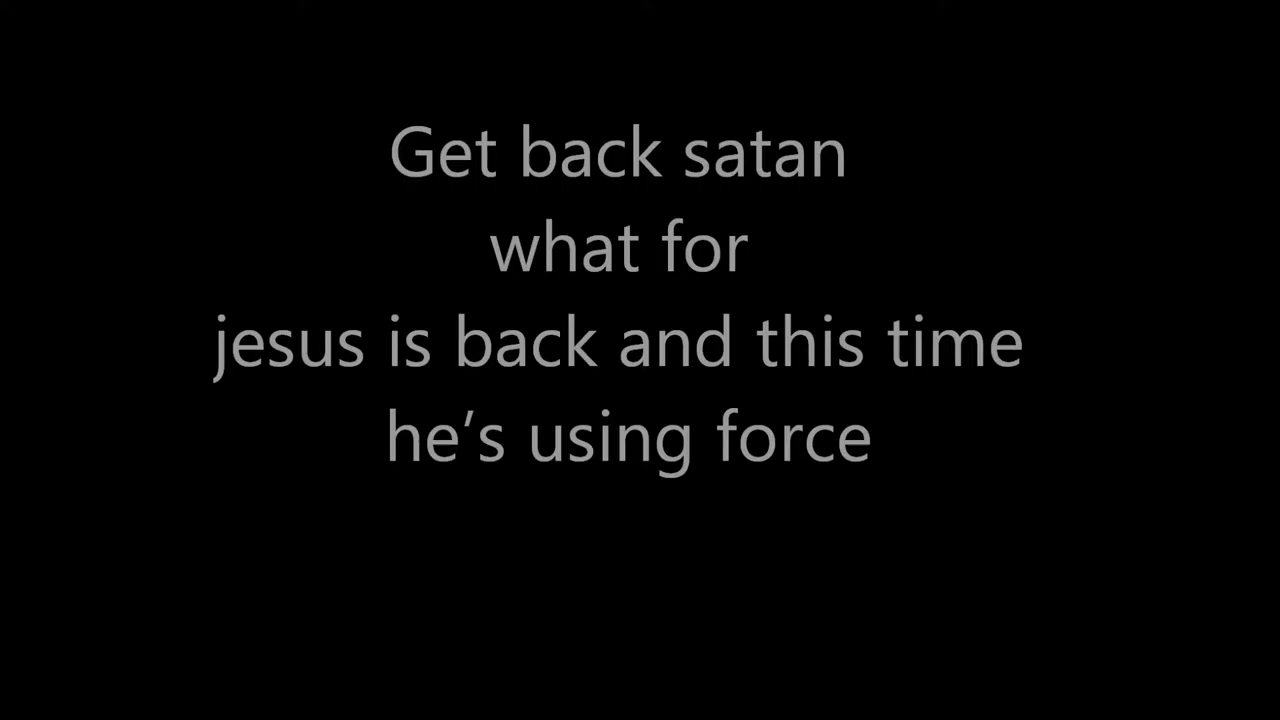 Get back satan
what for
jesus is back and this time
he’s using force